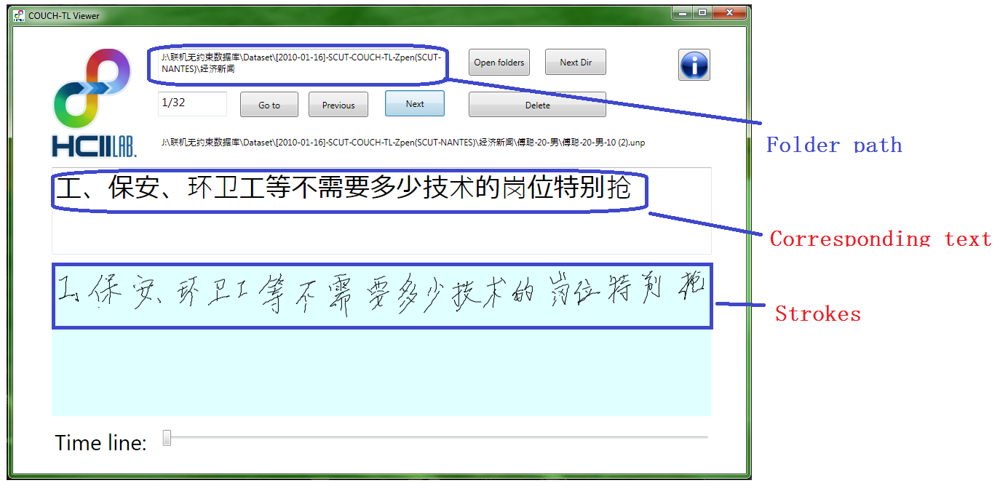 COUCH-TL Viewer
J:\联机无约束数据库\Dataset\[2010-01-16]-SCUT-COUCH-TL-Zpen(SCUT-
NANTES)\经济新闻
Open folders
Next Dir
1/32
Go to
Previous
Next
Delete
HCIILAB.
J:\联机无约束数据库\Dataset\[2010-01-16]-SCUT-COUCH-TL-Zpen(SCUT-NANTES)\经济新闻\傅聪-20-男\傅聪-20-男-10 (2).unp
Folder path
工、保安、环卫工等不需要多少技术的岗位特别抢
Corresponding text
工、保安、环卫工等不需要多少技术的岗位特别抢
Strokes
Time line: